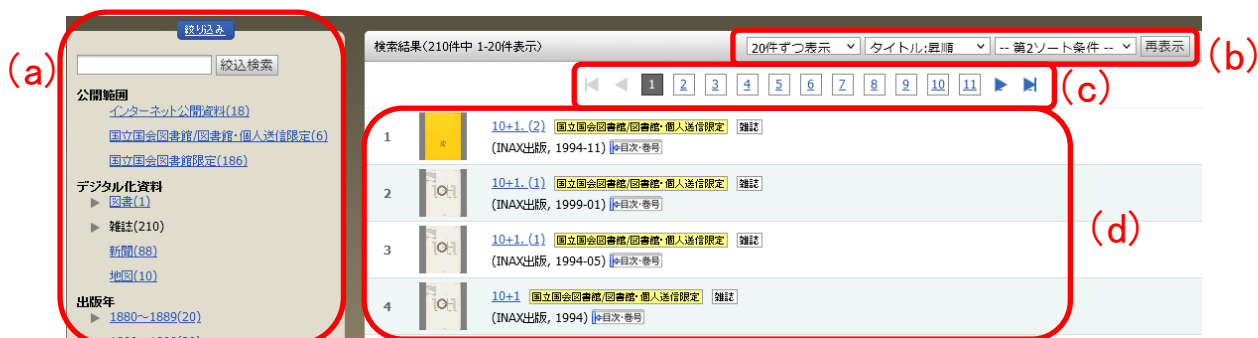 (a)
絞り込み
絞込検索
公開範囲
インターネット公開資料(18)
国立国会図書館/図書館・個人送信限定(6)
国立国会図書館限定(186)
デジタル化資料
▶ 図書(1)
▶ 雑誌(210)
新聞(88)
地図(10)
出版年
▶ 1880～1889(20)
検索結果(210件中 1-20件表示)
20件ずつ表示 タイトル:昇順 -- 第2ソート条件 -- 再表示
(b)
1 2 3 4 5 6 7 8 9 10 11
(c)
1 10+1. (2) 国立国会図書館/図書館・個人送信限定 雑誌
(INAX出版, 1994-11) 目次・巻号
2 10+1. (1) 国立国会図書館/図書館・個人送信限定 雑誌
(INAX出版, 1999-01) 目次・巻号
3 10+1. (1) 国立国会図書館/図書館・個人送信限定 雑誌
(INAX出版, 1994-05) 目次・巻号
4 10+1 国立国会図書館/図書館・個人送信限定 雑誌
(INAX出版, 1994) 目次・巻号
(d)